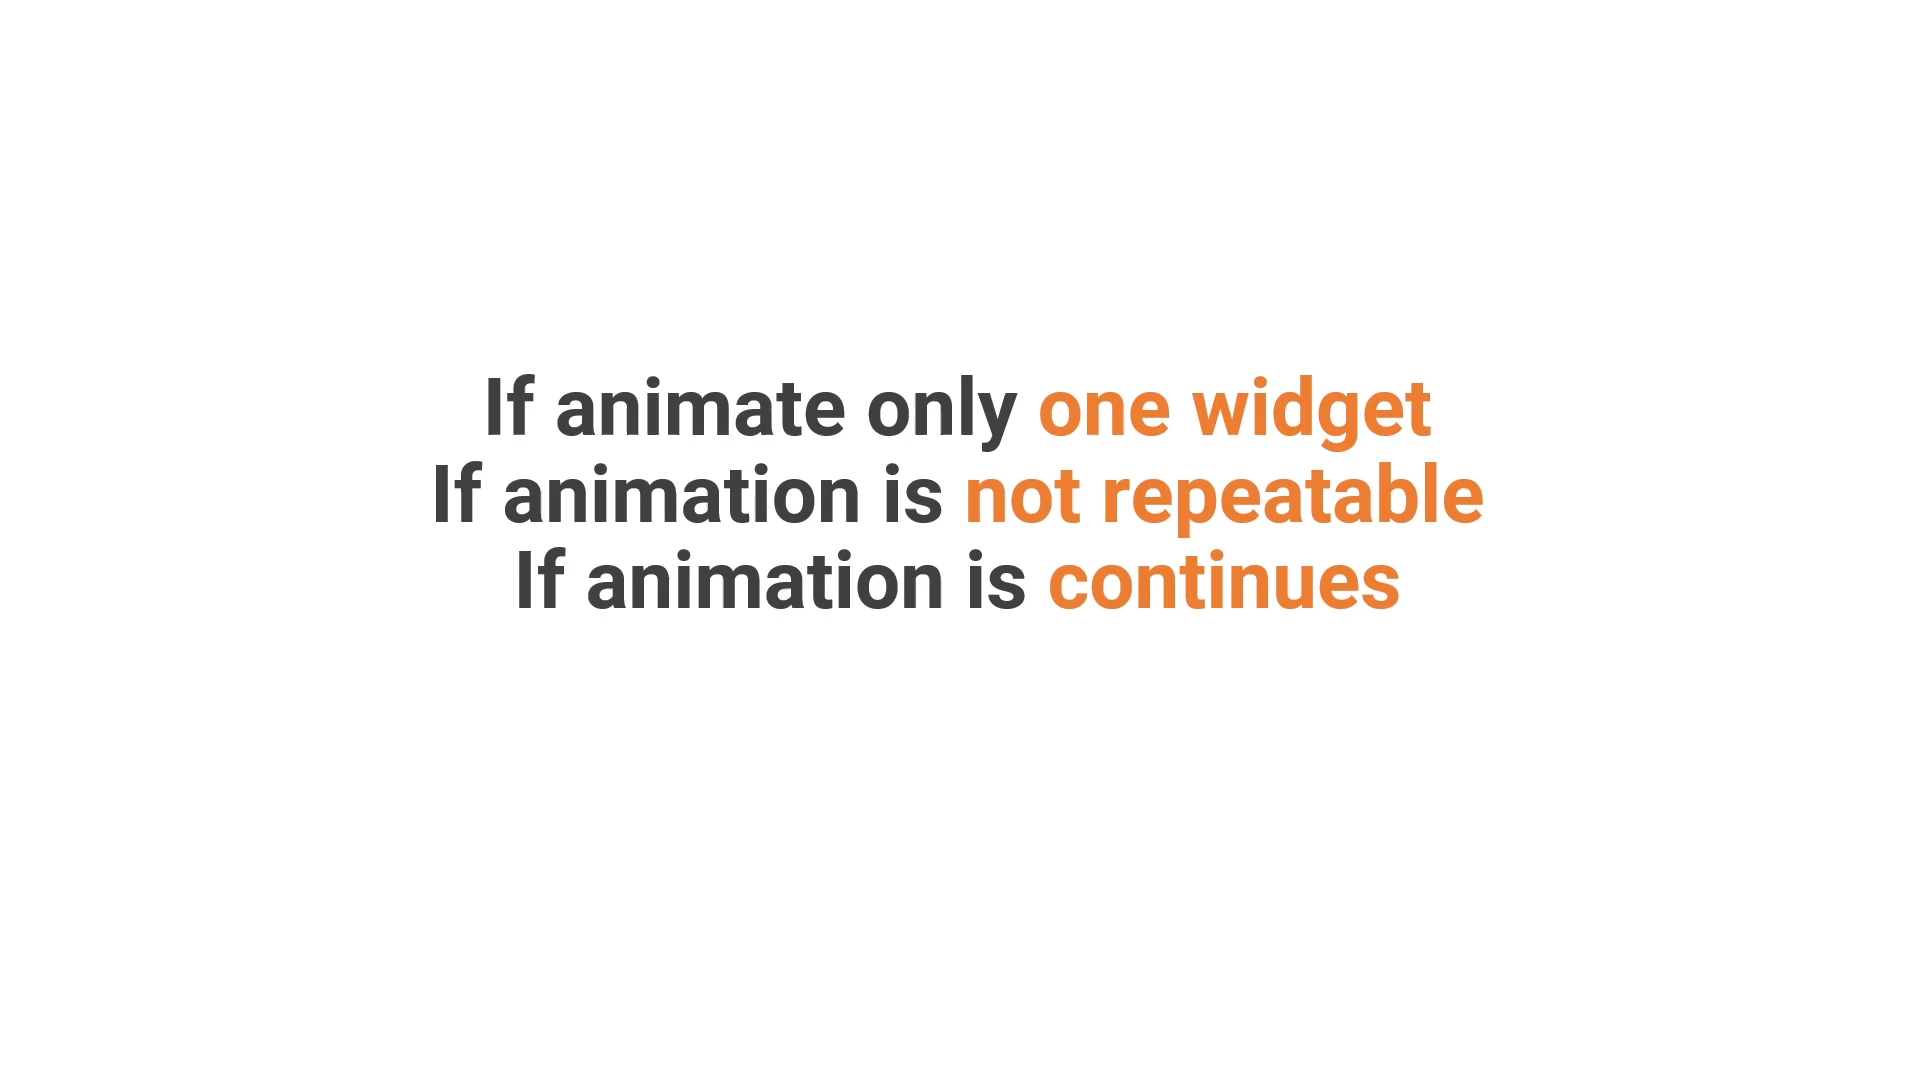 If animate only one widget
If animation is not repeatable
If animation is continues